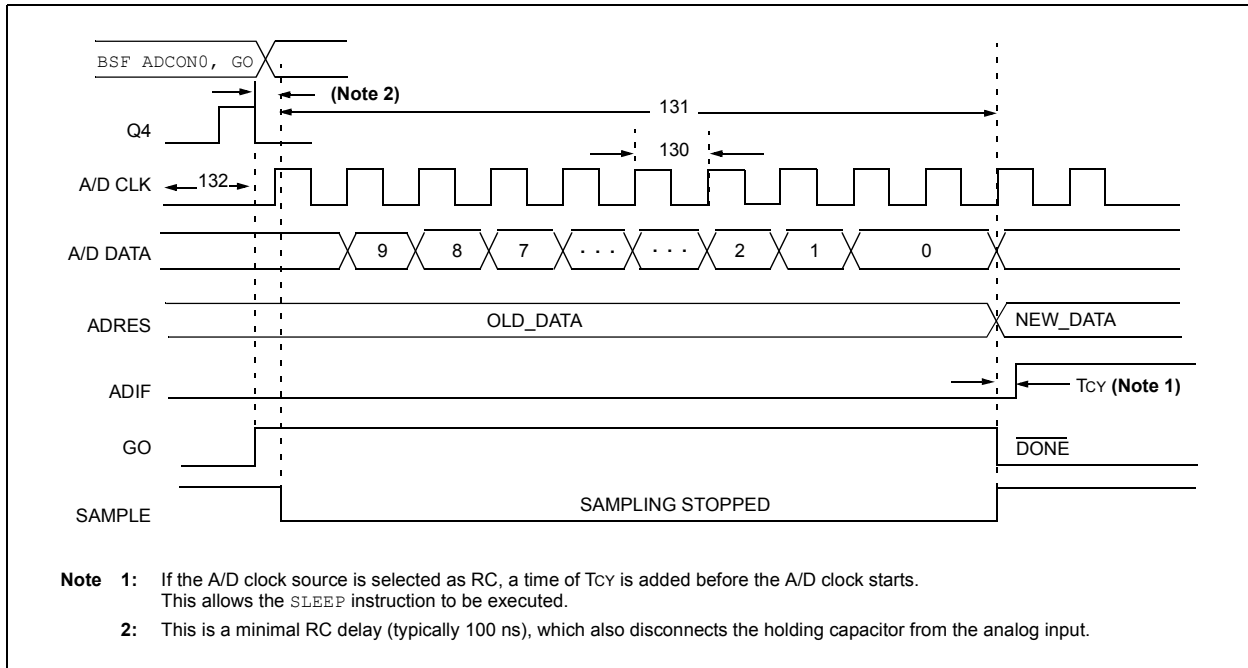 BSF ADCON0, GO
(Note 2)
131
Q4
130
A/D CLK
132
A/D DATA
9 8 7 · · · · · · 2 1 0
ADRES
OLD_DATA
NEW_DATA
ADIF
TCY (Note 1)
GO
DONE
SAMPLE
SAMPLING STOPPED
Note 1: If the A/D clock source is selected as RC, a time of TCY is added before the A/D clock starts.
This allows the SLEEP instruction to be executed.
2: This is a minimal RC delay (typically 100 ns), which also disconnects the holding capacitor from the analog input.